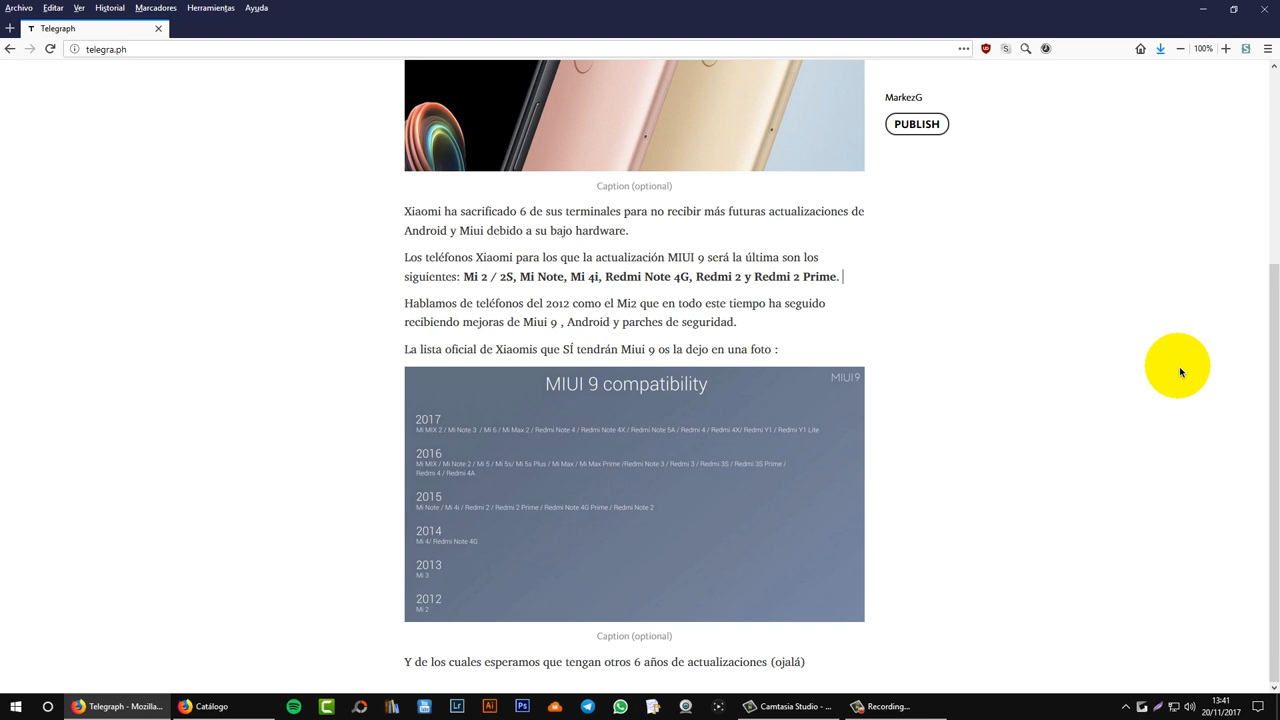 Archivo Editar Ver Historial Marcadores Herramientas Ayuda
Telegraph
telegra.ph
100%
MarkezG
PUBLISH
Caption (optional)
Xiaomi ha sacrificado 6 de sus terminales para no recibir más futuras actualizaciones de
Android y Miui debido a su bajo hardware.
Los teléfonos Xiaomi para los que la actualización MIUI 9 será la última son los
siguientes: Mi 2 / 2S, Mi Note, Mi 4i, Redmi Note 4G, Redmi 2 y Redmi 2 Prime.
Hablamos de teléfonos del 2012 como el Mi2 que en todo este tiempo ha seguido
recibiendo mejoras de Miui 9 , Android y parches de seguridad.
La lista oficial de Xiaomis que SÍ tendrán Miui 9 os la dejo en una foto :
MIUI 9 compatibility
MIUI9
2017
Mi MIX 2 / Mi Note 3 / Mi 6 / Mi Max 2 / Redmi Note 4 / Redmi Note 4X / Redmi Note 5A / Redmi 4 / Redmi 4X/ Redmi Y1 / Redmi Y1 Lite
2016
Mi MIX / Mi Note 2 / Mi 5 / Mi 5s/ Mi 5s Plus / Mi Max / Mi Max Prime /Redmi Note 3 / Redmi 3 / Redmi 3S / Redmi 3S Prime /
Redmi 4 / Redmi 4A
2015
Mi Note / Mi 4i / Redmi 2 / Redmi 2 Prime / Redmi Note 4G Prime / Redmi Note 2
2014
Mi 4/ Redmi Note 4G
2013
Mi 3
2012
Mi 2
Caption (optional)
Y de los cuales esperamos que tengan otros 6 años de actualizaciones (ojalá)
Telegraph - Mozilla...
Catálogo
Lr
Ai
Ps
Camtasia Studio - ...
Recording...
13:41
20/11/2017